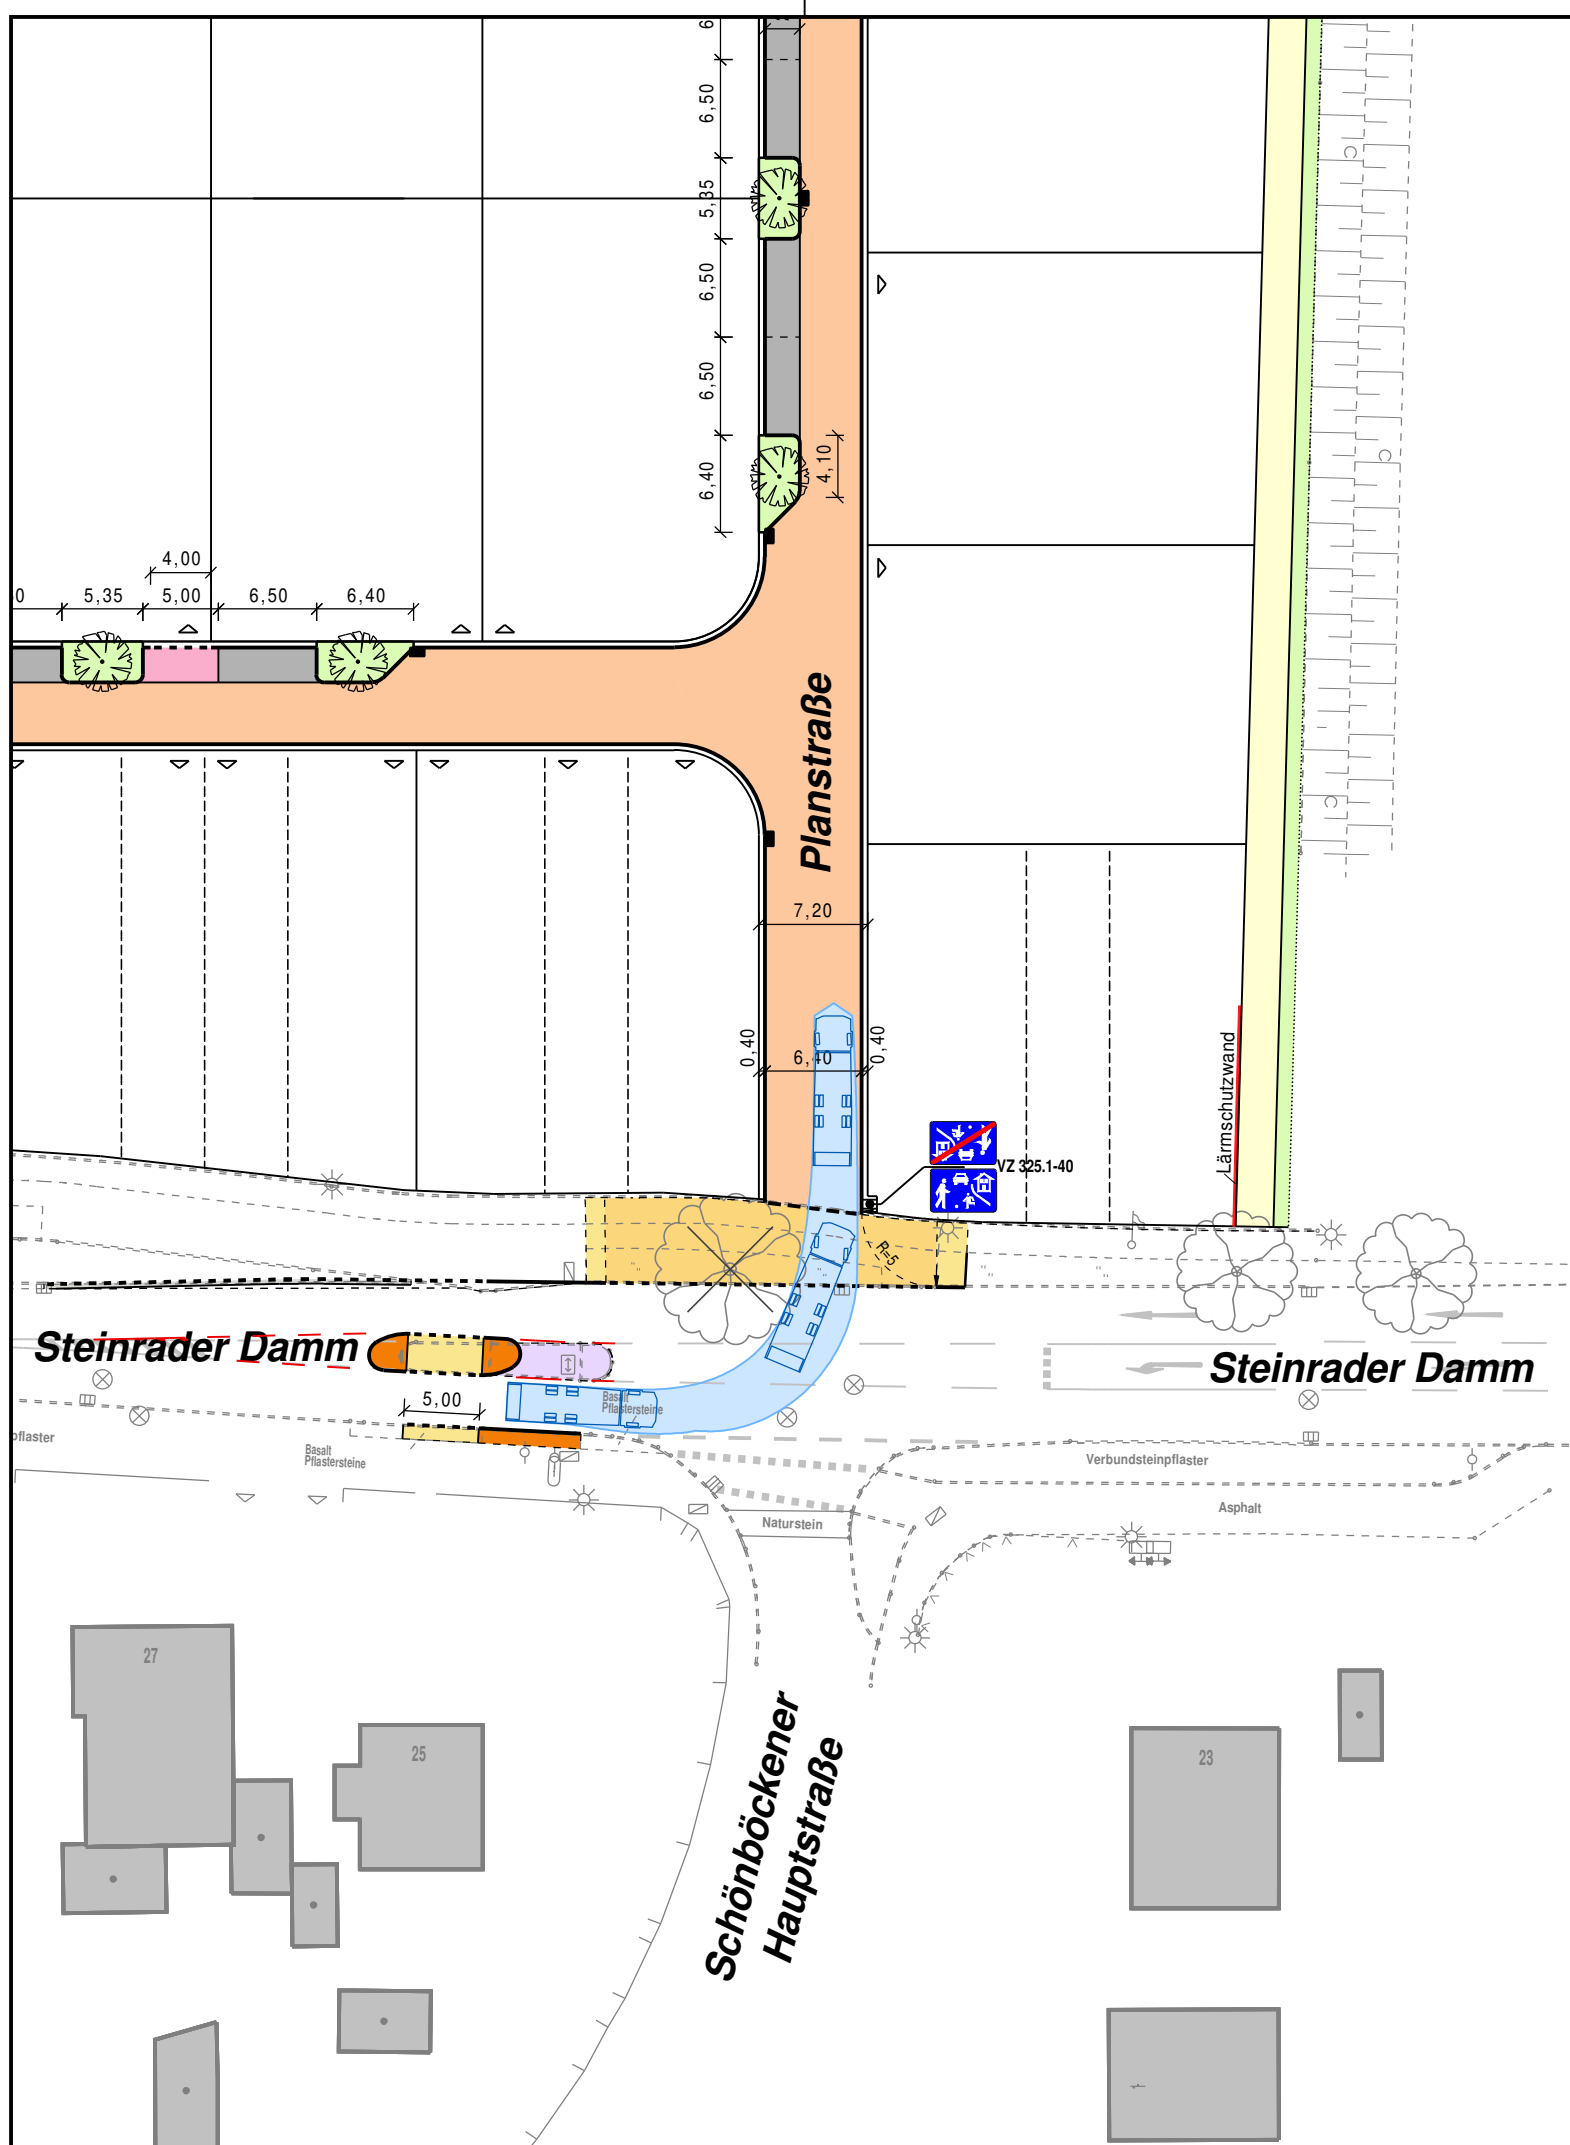 6
6,50
5,35
6,50
6,50
6,40
4,10
4,00
0
5,35
5,00
6,50
6,40
Planstraße
7,20
0,40
6,40
0,40
Lärmschutzwand
VZ 325.1-40
R=5
Steinrader Damm
Steinrader Damm
5,00
Basalt
Pflastersteine
pflaster
Basalt
Pflastersteine
Verbundsteinpflaster
Asphalt
Naturstein
27
25
23
Schönböckener
Hauptstraße